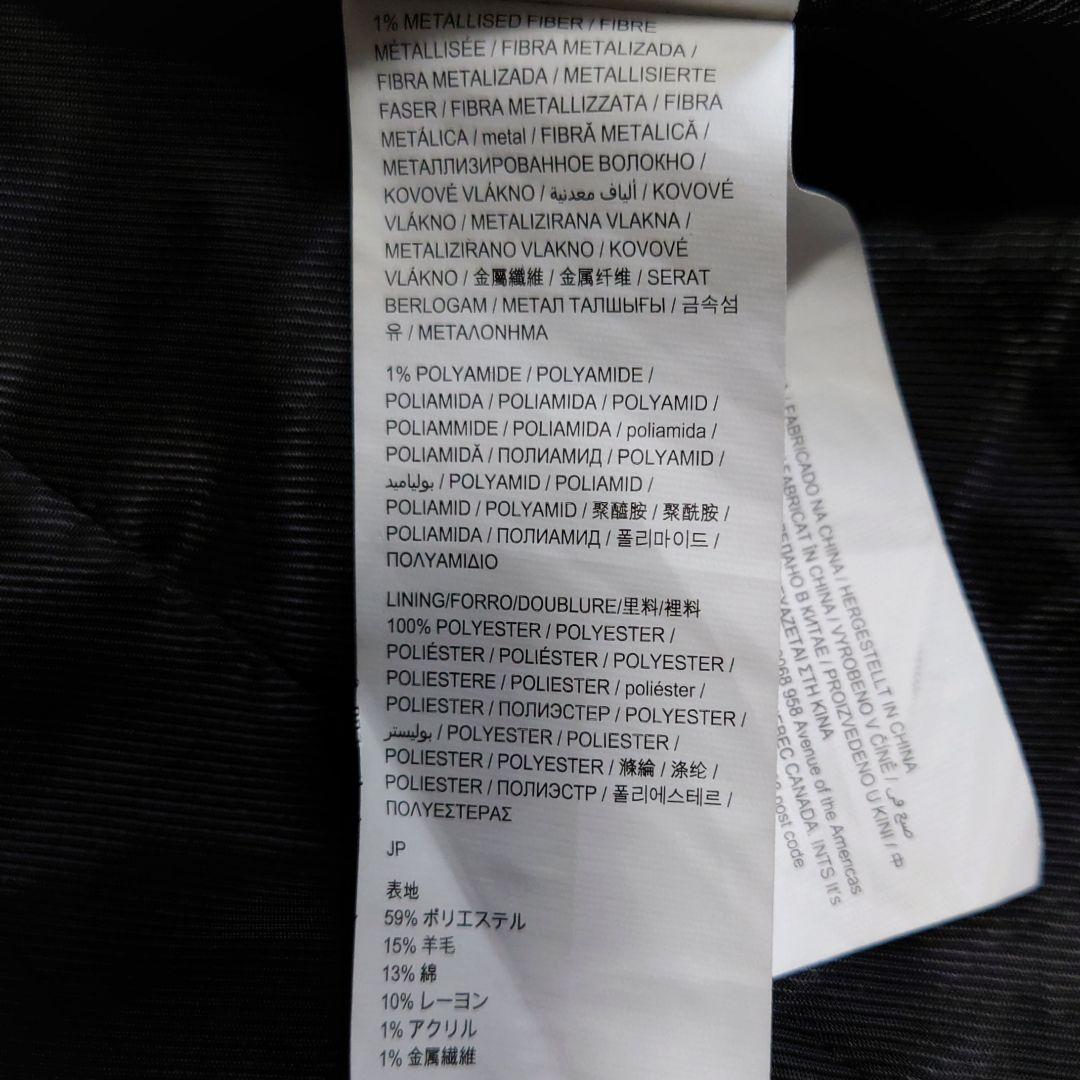 1% METALLISED FIBER / FIBRE
MÉTALLISÉE / FIBRA METALIZADA /
FIBRA METALIZADA / METALLISIERTE
FASER / FIBRA METALLIZZATA / FIBRA
METÁLICA / metal / FIBRĂ METALICĂ /
МЕТАЛЛИЗИРОВАННОЕ ВОЛОКНО /
KOVOVÉ VLÁKNO / ألياف معدنية / KOVOVÉ
VLÁKNO / METALIZIRANA VLAKNA /
METALIZIRANO VLAKNO / KOVOVÉ
VLÁKNO / 金屬纖維 / 金属纤维 / SERAT
BERLOGAM / МЕТАЛ ТАЛШЫҒЫ / 금속섬
유 / ΜΕΤΑΛΟΝΗΜΑ
1% POLYAMIDE / POLYAMIDE /
POLIAMIDA / POLIAMIDA / POLYAMID /
POLIAMMIDE / POLIAMIDA / poliamida /
POLIAMIDĂ / ПОЛИАМИД / POLYAMID /
بولياميد / POLYAMID / POLIAMID /
POLIAMID / POLYAMID / 聚醯胺 / 聚酰胺 /
POLIAMIDA / ПОЛИАМИД / 폴리마이드 /
ΠΟΛΥΑΜΙΔΙΟ
LINING/FORRO/DOUBLURE/里料/裡料
100% POLYESTER / POLYESTER /
POLIÉSTER / POLIÉSTER / POLYESTER /
POLIESTERE / POLIESTER / poliéster /
POLIESTER / ПОЛИЭСТЕР / POLYESTER /
بوليستر / POLYESTER / POLIESTER /
POLIESTER / POLYESTER / 滌綸 / 涤纶 /
POLIESTER / ПОЛИЭСТР / 폴리에스테르 /
ΠΟΛΥΕΣΤΕΡΑΣ
JP
表地
59% ポリエステル
15% 羊毛
13% 綿
10% レーヨン
1% アクリル
1% 金属繊維
/ FABRICADO NA CHINA / HERGESTELLT IN CHINA
FABRICAT ÎN CHINA / VYROBENO V ČÍNĚ / صنع في
В КИТАЕ / PROIZVEDENO U KINI / 中
ΣΤΗ ΚΙΝΑ
958 Avenue of the Americas
CANADA. INTS It's
post code